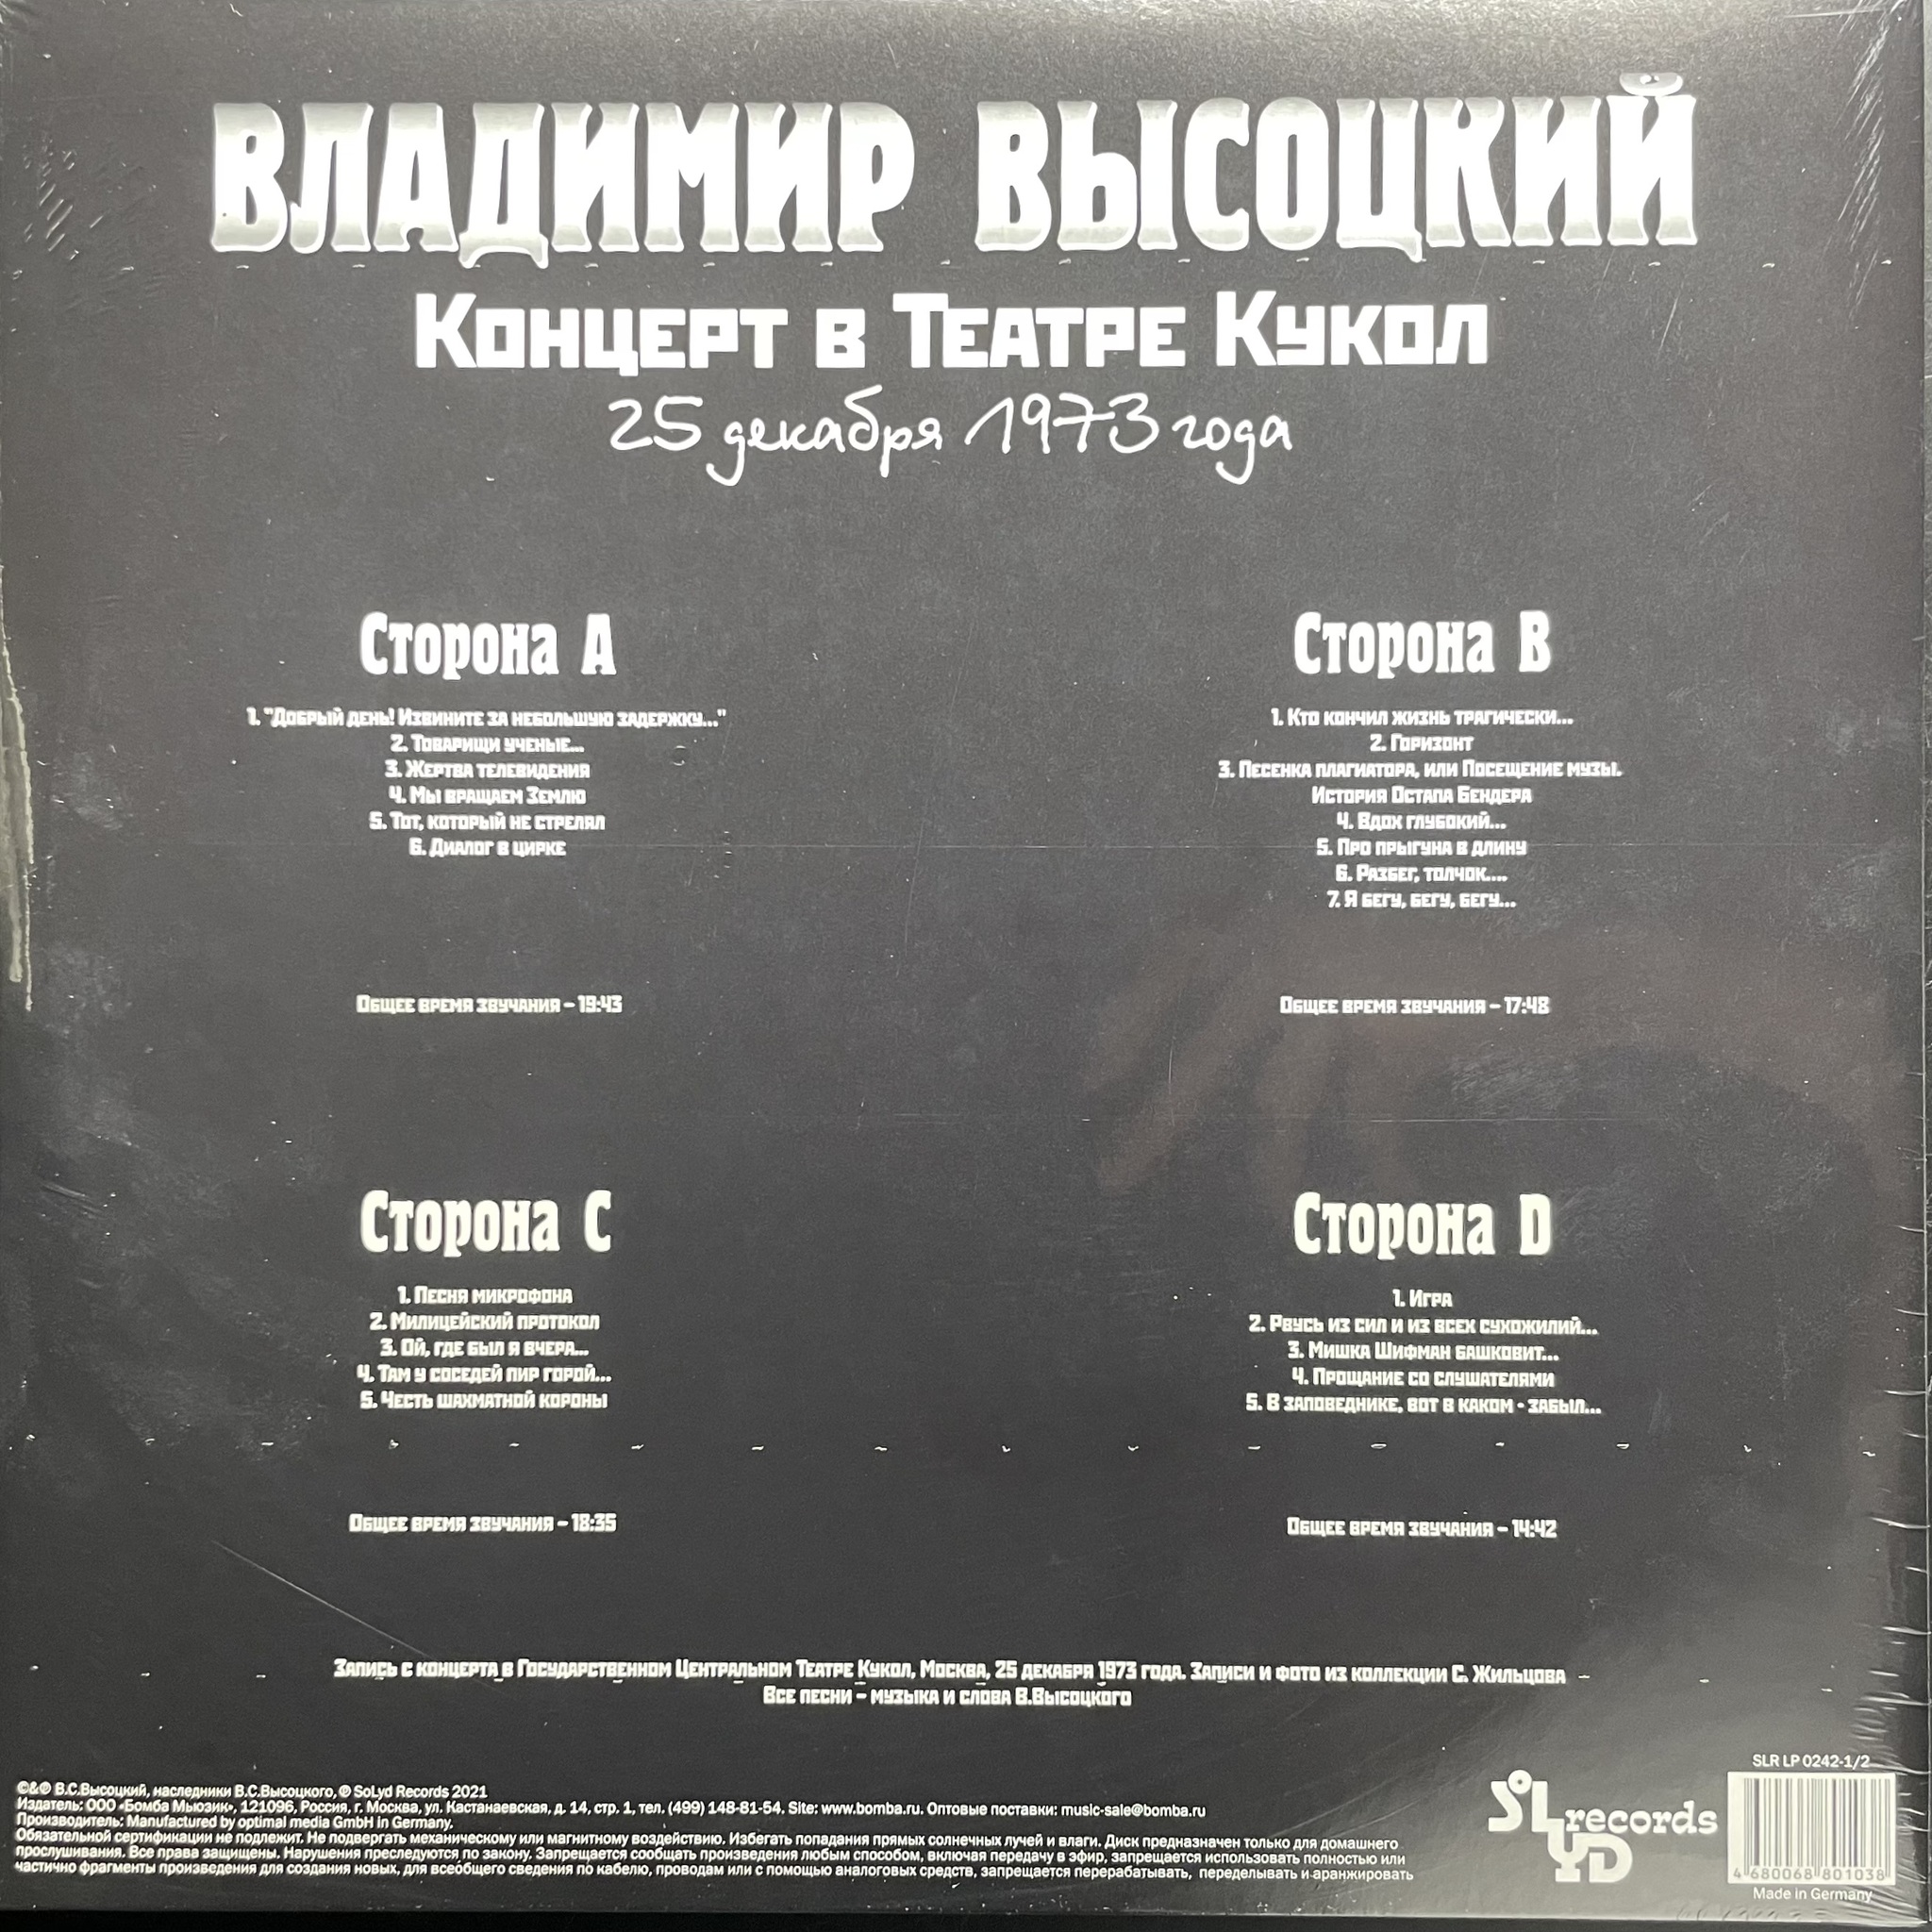 ВЛАДИМИР ВЫСОЦКИЙ
Концерт в Театре Кукол
25 декабря 1973 года
Сторона A
1. "Добрый день! Извините за небольшую задержку..."
2. Товарищи ученые...
3. Жертва телевидения
4. Мы вращаем Землю
5. Тот, который не стрелял
6. Диалог в цирке
Общее время звучания – 19:43
Сторона B
1. Кто кончил жизнь трагически...
2. Горизонт
3. Песенка плагиатора, или Посещение музы.
История Остапа Бендера
4. Вдох глубокий...
5. Про прыгуна в длину
6. Разбег, толчок....
7. Я бегу, бегу, бегу...
Общее время звучания – 17:48
Сторона C
1. Песня микрофона
2. Милицейский протокол
3. Ой, где был я вчера...
4. Там у соседей пир горой...
5. Честь шахматной короны
Общее время звучания – 18:35
Сторона D
1. Игра
2. Рвусь из сил и из всех сухожилий...
3. Мишка Шифман башковит...
4. Прощание со слушателями
5. В заповеднике, вот в каком - забыл...
Общее время звучания – 14:42
Запись с концерта в Государственном Центральном Театре Кукол, Москва, 25 декабря 1973 года. Записи и фото из коллекции С. Жильцова
Все песни – музыка и слова В.Высоцкого
©&℗ В.С.Высоцкий, наследники В.С.Высоцкого, ℗ SoLyd Records 2021
Издатель: ООО «Бомба Мьюзик», 121096, Россия, г. Москва, ул. Кастанаевская, д. 14, стр. 1, тел. (499) 148-81-54. Site: www.bomba.ru. Оптовые поставки: music-sale@bomba.ru
Производитель: Manufactured by optimal media GmbH in Germany.
Обязательной сертификации не подлежит. Не подвергать механическому или магнитному воздействию. Избегать попадания прямых солнечных лучей и влаги. Диск предназначен только для домашнего
прослушивания. Все права защищены. Нарушения преследуются по закону. Запрещается сообщать произведения любым способом, включая передачу в эфир, запрещается использовать полностью или
частично фрагменты произведения для создания новых, для всеобщего сведения по кабелю, проводам или с помощью аналоговых средств, запрещается перерабатывать, переделывать и аранжировать
SoLYD records
SLR LP 0242-1/2
4 680068 801038
Made in Germany